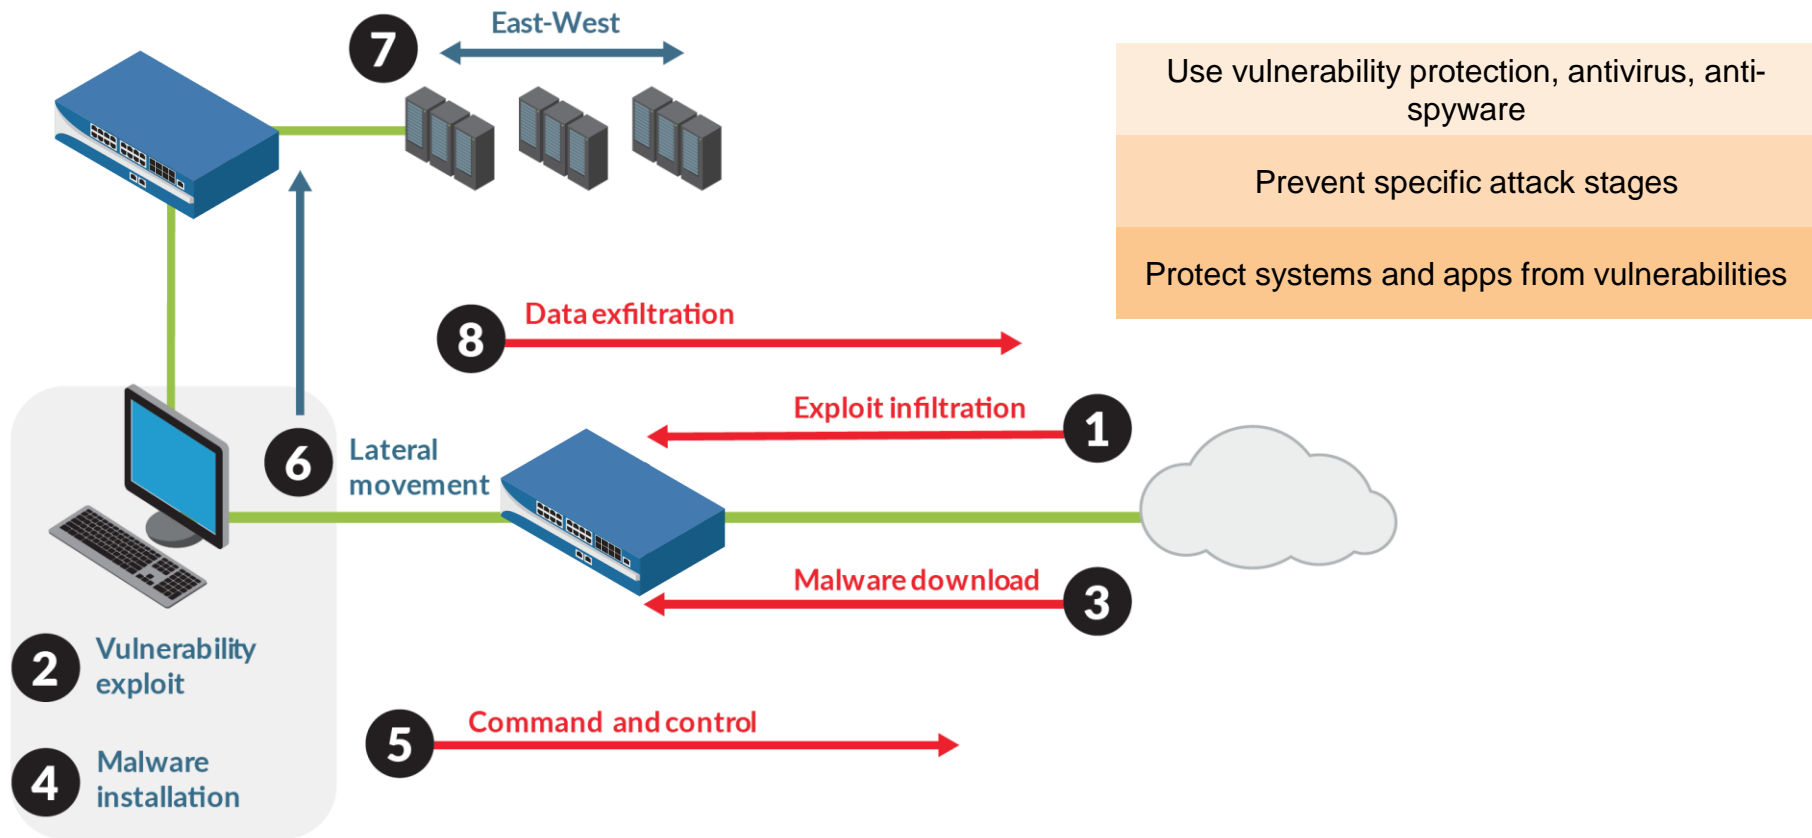 7
East-West
Use vulnerability protection, antivirus, anti-
spyware
Prevent specific attack stages
Protect systems and apps from vulnerabilities
8
Data exfiltration
Exploit infiltration
1
6
Lateral
movement
Malware download
3
2
Vulnerability
exploit
5
Command and control
4
Malware
installation